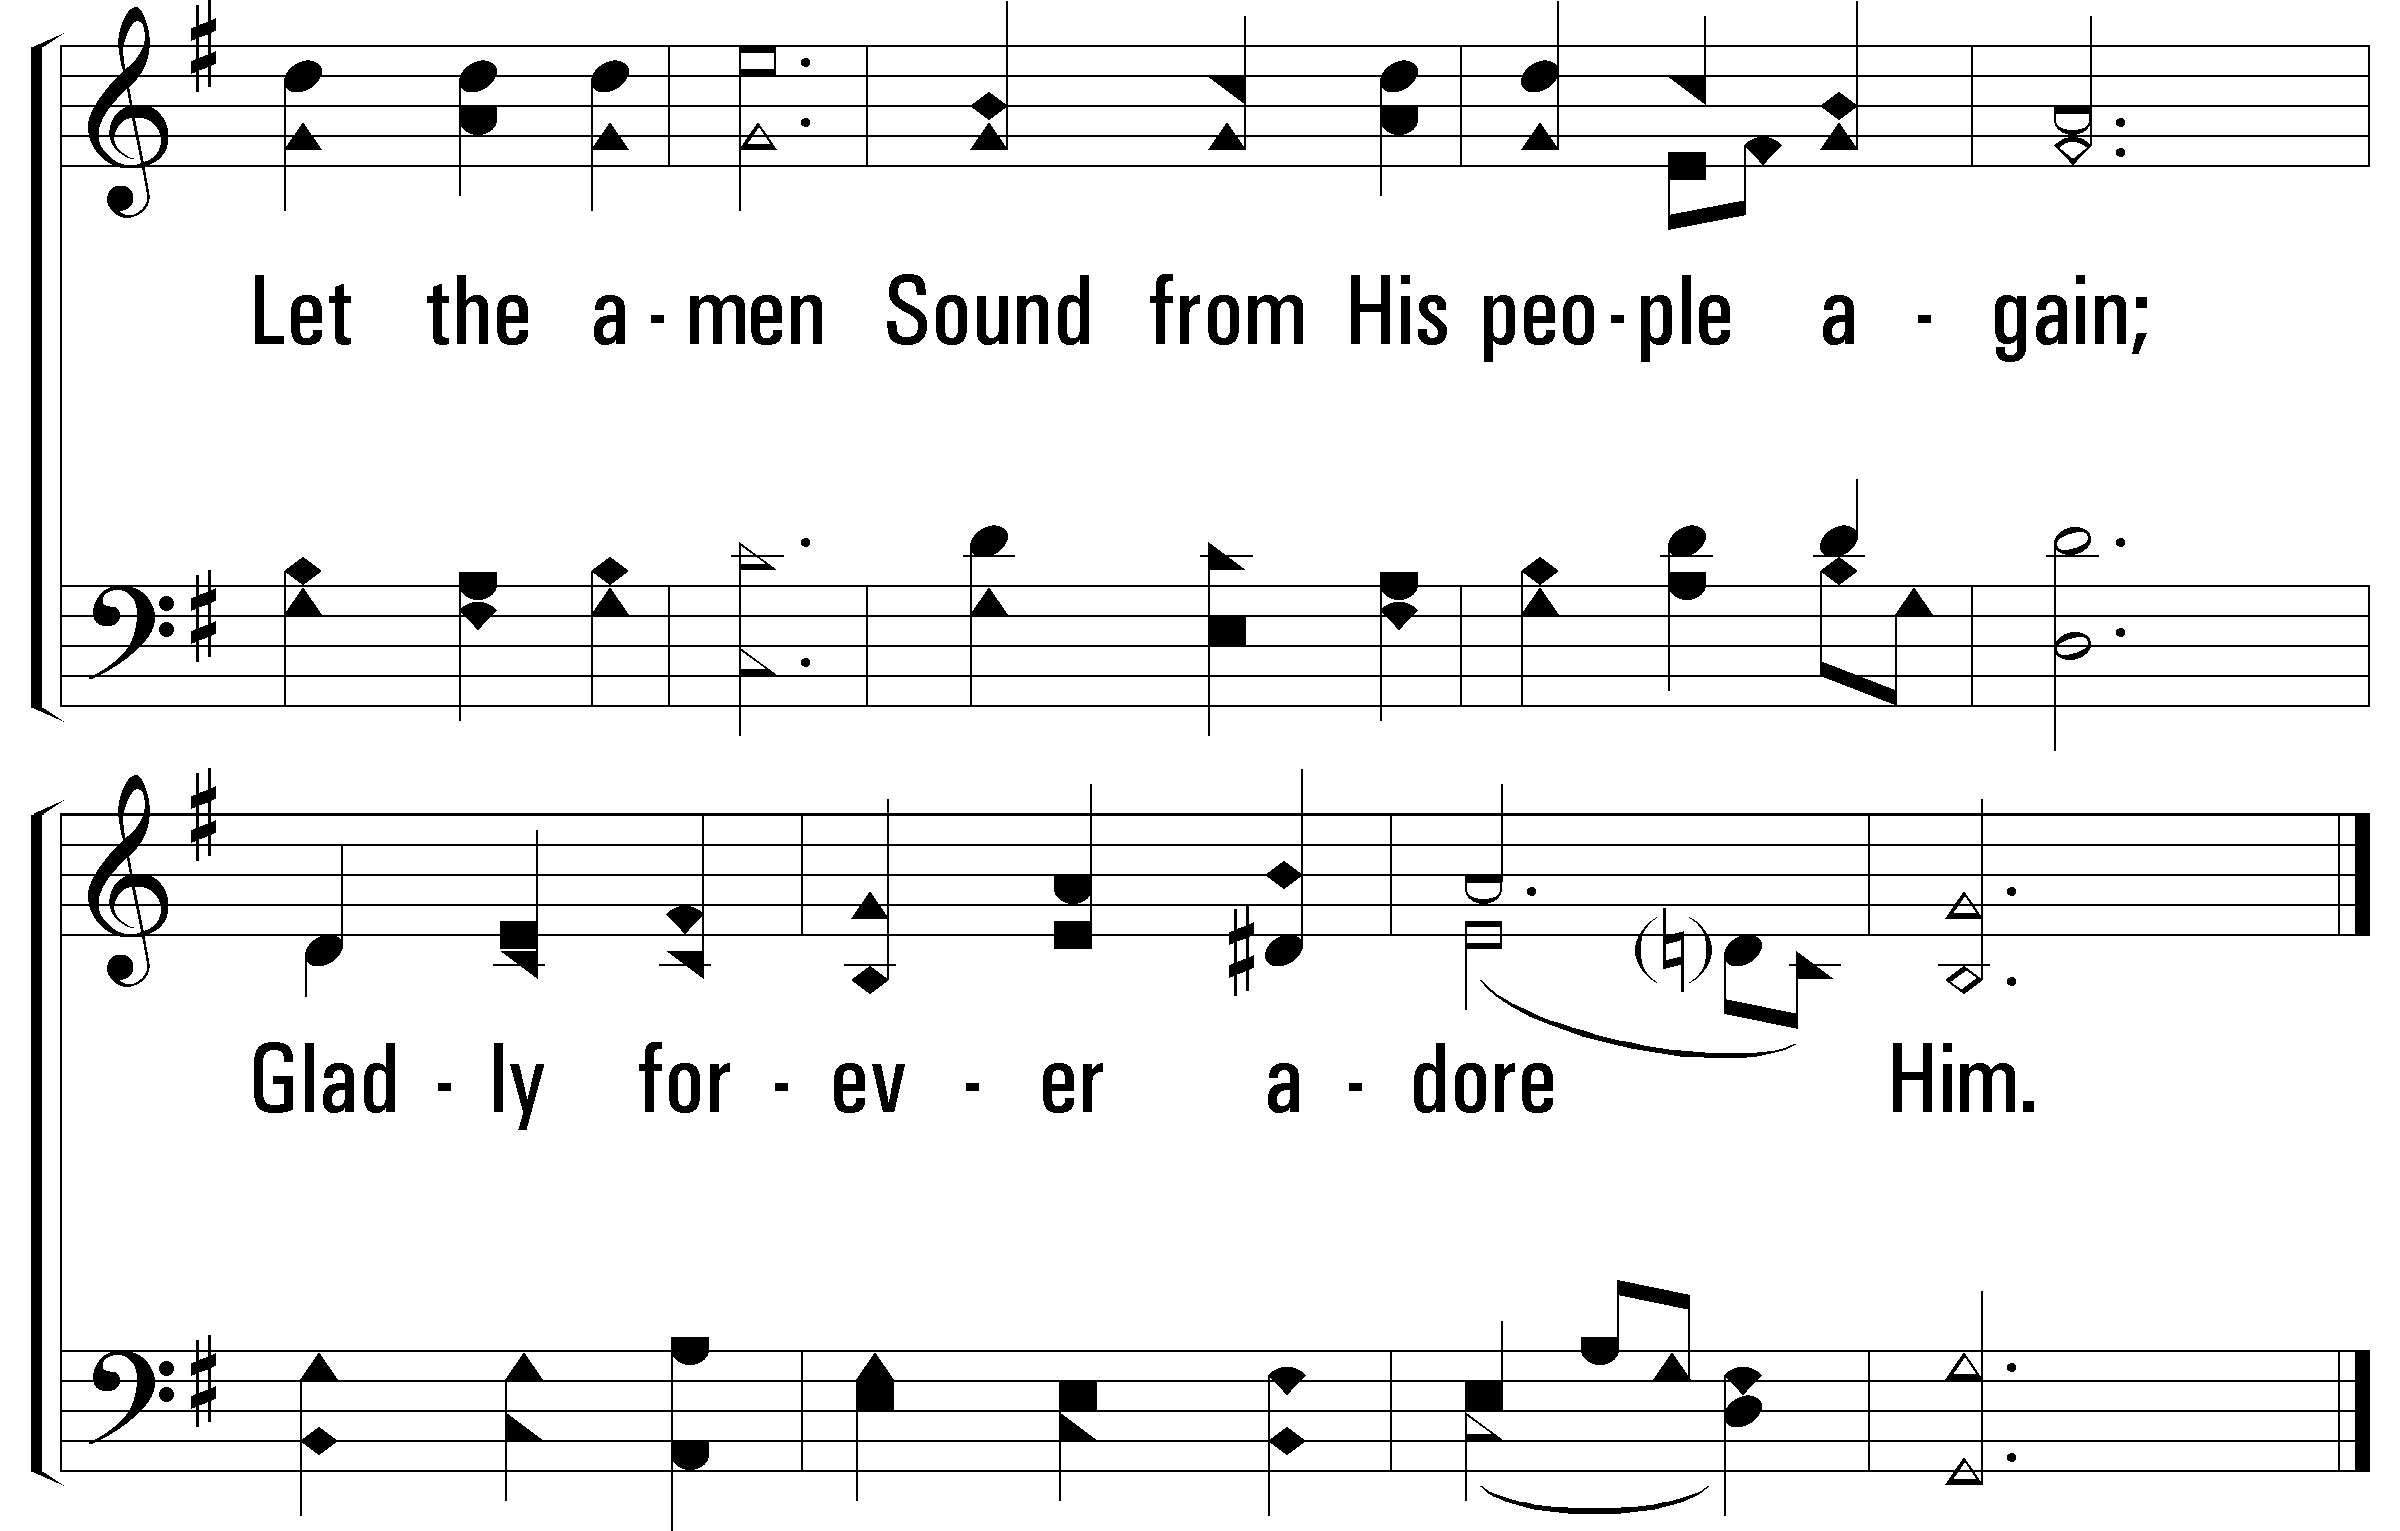 Let the a - men Sound from His peo - ple a - gain;
Glad - ly for - ev - er a - dore Him.